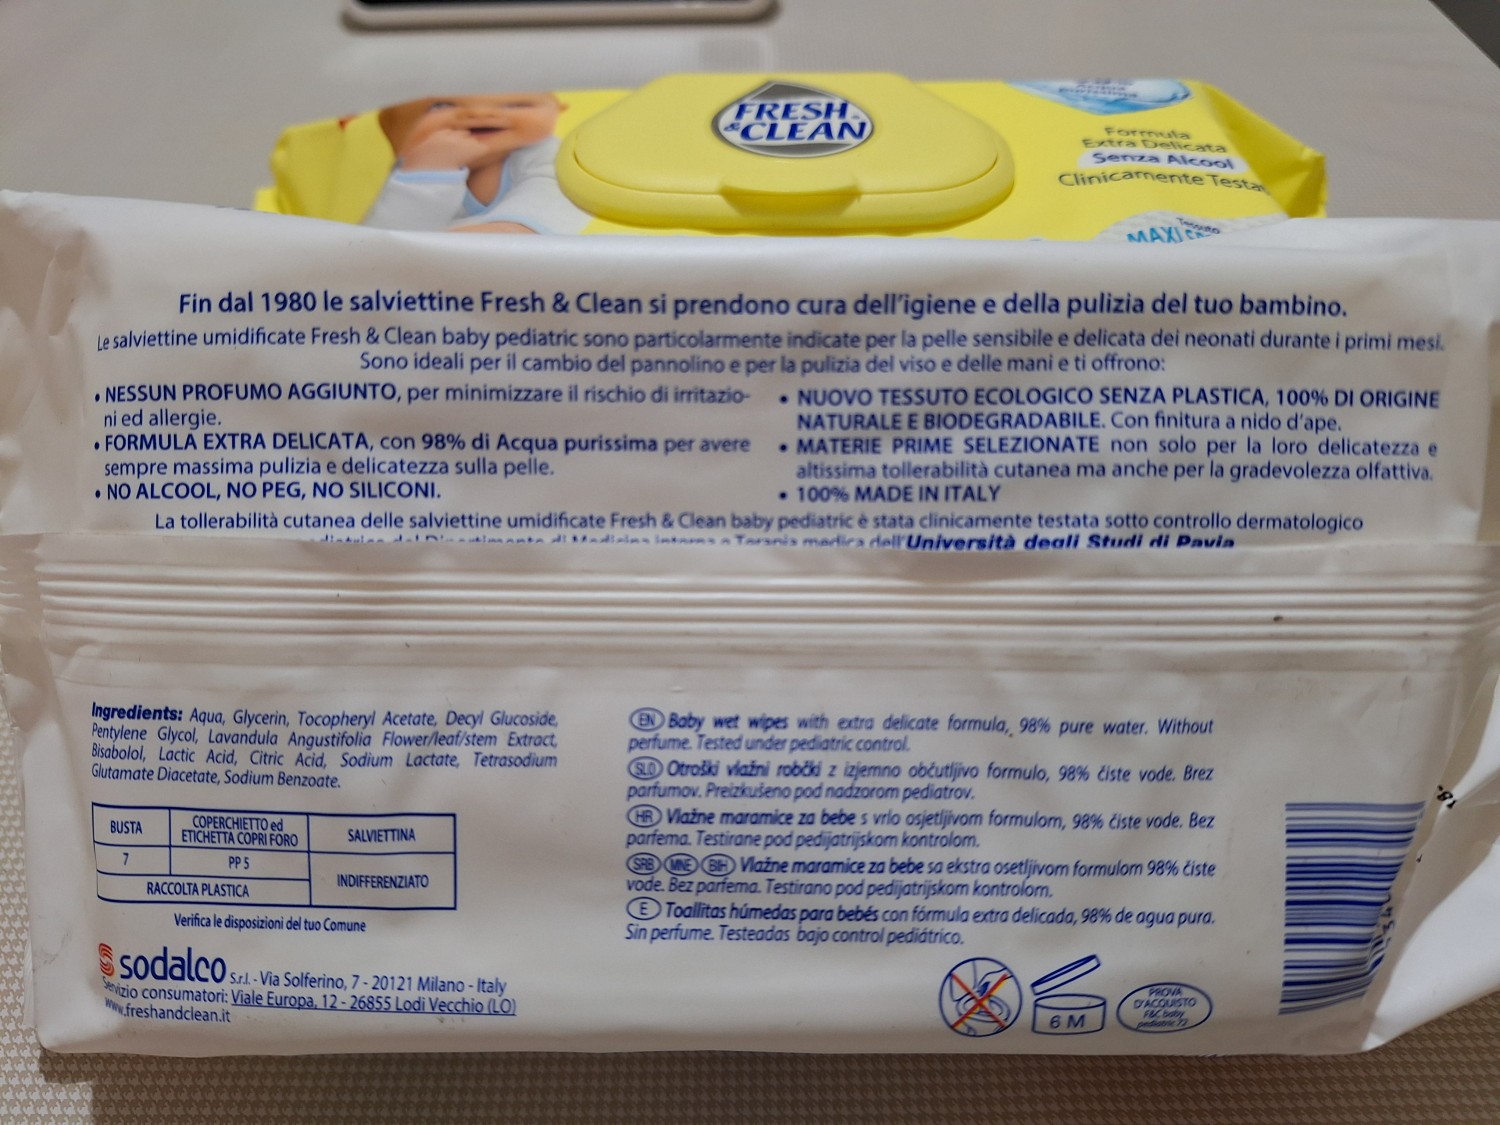 FRESH
& CLEAN
Formula
Extra Delicata
Senza Alcool
Clinicamente Testa
Tessuto
MAXI
Fin dal 1980 le salviettine Fresh & Clean si prendono cura dell'igiene e della pulizia del tuo bambino.
Le salviettine umidificate Fresh & Clean baby pediatric sono particolarmente indicate per la pelle sensibile e delicata dei neonati durante i primi mesi.
Sono ideali per il cambio del pannolino e per la pulizia del viso e delle mani e ti offrono:
• NESSUN PROFUMO AGGIUNTO, per minimizzare il rischio di irritazio-
ni ed allergie.
• FORMULA EXTRA DELICATA, con 98% di Acqua purissima per avere
sempre massima pulizia e delicatezza sulla pelle.
• NO ALCOOL, NO PEG, NO SILICONI.
• NUOVO TESSUTO ECOLOGICO SENZA PLASTICA, 100% DI ORIGINE
NATURALE E BIODEGRADABILE. Con finitura a nido d'ape.
• MATERIE PRIME SELEZIONATE non solo per la loro delicatezza e
altissima tollerabilità cutanea ma anche per la gradevolezza olfattiva.
• 100% MADE IN ITALY
La tollerabilità cutanea delle salviettine umidificate Fresh & Clean baby pediatric è stata clinicamente testata sotto controllo dermatologico
del Dipartimento di Medicina interna e Terapia medica dell'Università degli Studi di Pavia
Ingredients: Aqua, Glycerin, Tocopheryl Acetate, Decyl Glucoside,
Pentylene Glycol, Lavandula Angustifolia Flower/leaf/stem Extract,
Bisabolol, Lactic Acid, Citric Acid, Sodium Lactate, Tetrasodium
Glutamate Diacetate, Sodium Benzoate.
BUSTA
COPERCHIETTO ed
ETICHETTA COPRI FORO
SALVIETTINA
7
PP 5
INDIFFERENZIATO
RACCOLTA PLASTICA
Verifica le disposizioni del tuo Comune
sodalco S.r.l. - Via Solferino, 7 - 20121 Milano - Italy
Servizio consumatori: Viale Europa, 12 - 26855 Lodi Vecchio (LO)
www.freshandclean.it
EN Baby wet wipes with extra delicate formula, 98% pure water. Without
perfume. Tested under pediatric control.
SLO Otroški vlažni robčki z izjemno občutljivo formulo, 98% čiste vode. Brez
parfumov. Preizkušeno pod nadzorom pediatrov.
HR Vlažne maramice za bebe s vrlo osjetljivom formulom, 98% čiste vode. Bez
parfema. Testirane pod pedijatrijskom kontrolom.
SRB MNE BIH Vlažne maramice za bebe sa ekstra osetljivom formulom 98% čiste
vode. Bez parfema. Testirano pod pedijatrijskom kontrolom.
E Toallitas húmedas para bebés con fórmula extra delicada, 98% de agua pura.
Sin perfume. Testeadas bajo control pediátrico.
6 M
PROVA
D'ACQUISTO
F&C baby
pediatric 72